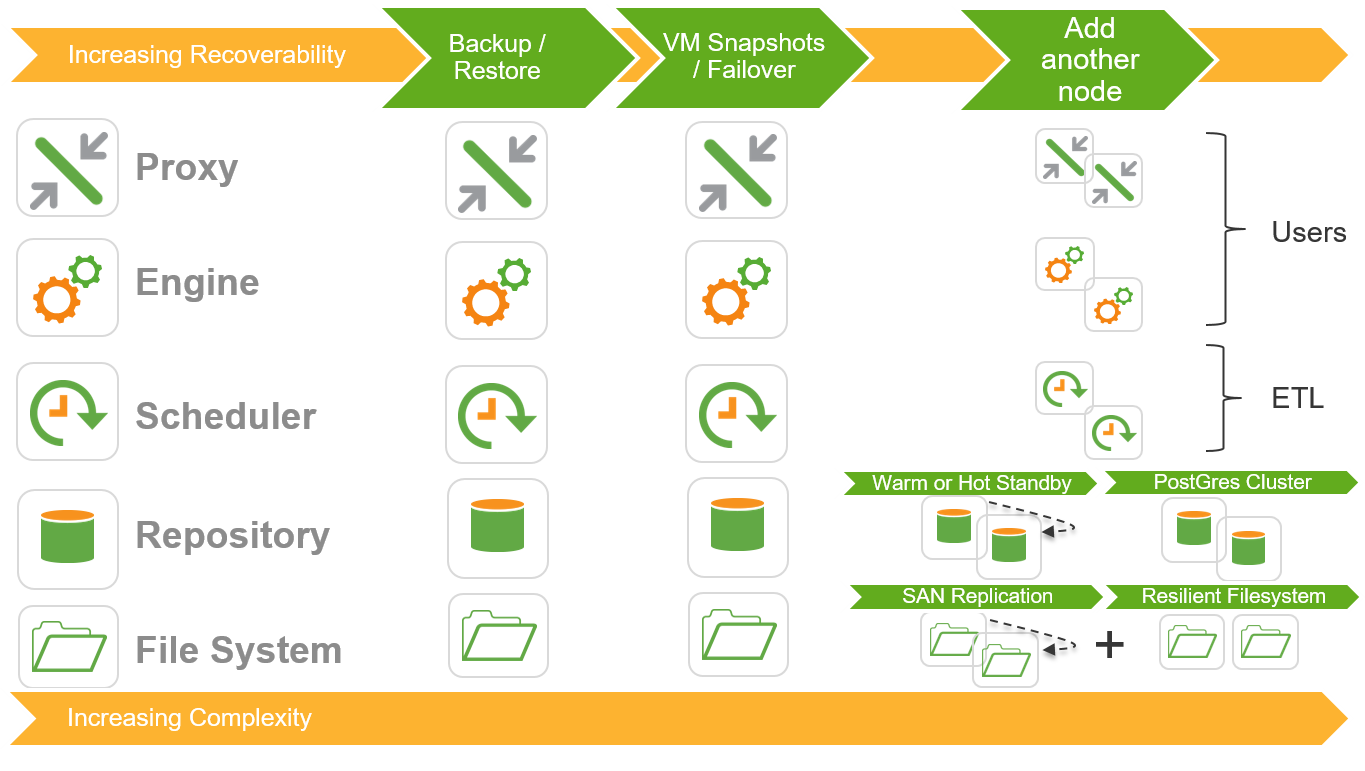 Increasing Recoverability
Backup /
Restore
VM Snapshots
/ Failover
Add
another
node
Proxy
Engine
Users
Scheduler
ETL
Warm or Hot Standby
PostGres Cluster
Repository
SAN Replication
Resilient Filesystem
File System
+
Increasing Complexity